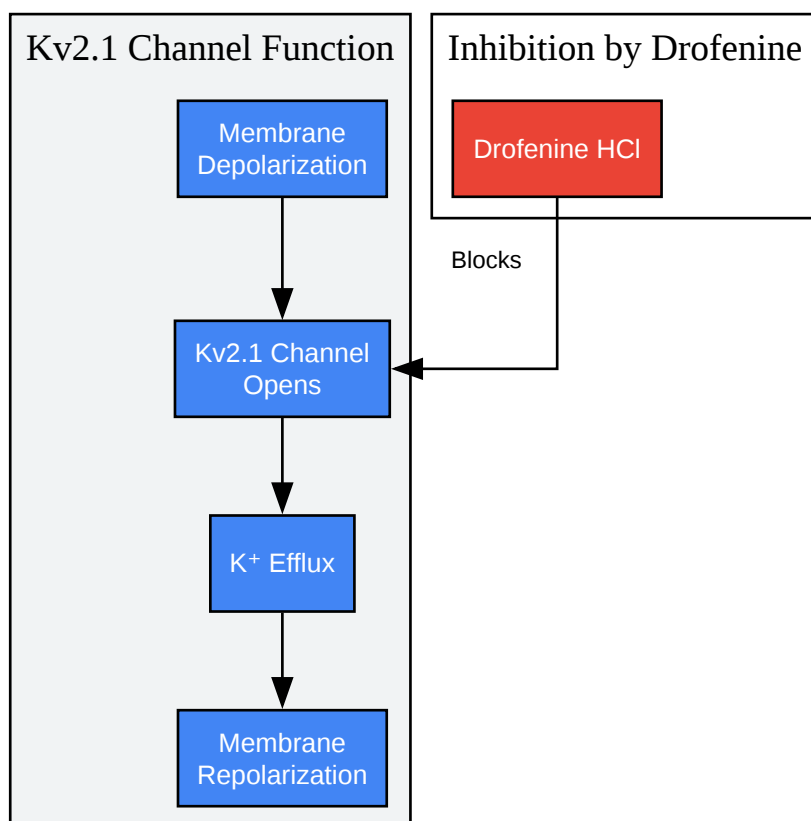 Kv2.1 Channel Function
Membrane
Depolarization
Kv2.1 Channel
Opens
K⁺ Efflux
Membrane
Repolarization
Inhibition by Drofenine
Drofenine HCl
Blocks